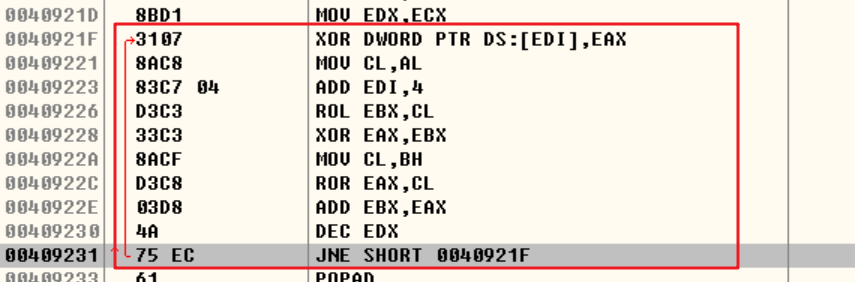 0040921D 8BD1 MOV EDX,ECX
0040921F 3107 XOR DWORD PTR DS:[EDI],EAX
00409221 8AC8 MOV CL,AL
00409223 83C7 04 ADD EDI,4
00409226 D3C3 ROL EBX,CL
00409228 33C3 XOR EAX,EBX
0040922A 8ACF MOV CL,BH
0040922C D3C8 ROR EAX,CL
0040922E 03D8 ADD EBX,EAX
00409230 4A DEC EDX
00409231 75 EC JNE SHORT 0040921F
00409233 61 POPAD